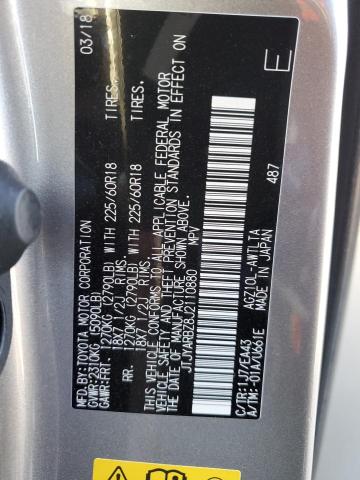 MFD.BY:TOYOTA MOTOR CORPORATION 03/18
GVWR:2310KG (5090LB)
GAWR:FRT. 1270KG (2790LB) WITH 225/60R18 TIRES.
18X7 1/2J RIMS.
RR. 1270KG (2790LB) WITH 225/60R18 TIRES.
18X7 1/2J RIMS.
THIS VEHICLE CONFORMS TO ALL APPLICABLE FEDERAL MOTOR
VEHICLE SAFETY AND THEFT PREVENTION STANDARDS IN EFFECT ON
THE DATE OF MANUFACTURE SHOWN ABOVE.
JTJYARBZ8J2110880 MPV
E
487
C/TR:1J7/EA43 AGZ10L-AWTLTA
A/TM:-01A/U661E MADE IN JAPAN